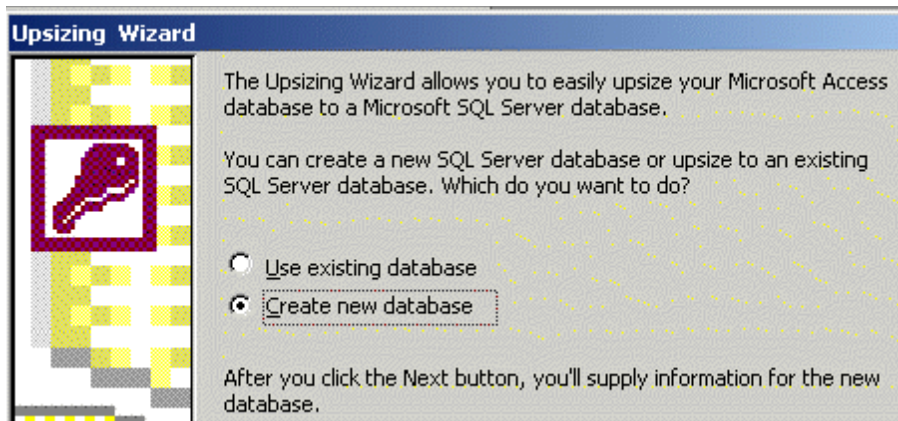 Upsizing Wizard
The Upsizing Wizard allows you to easily upsize your Microsoft Access
database to a Microsoft SQL Server database.
You can create a new SQL Server database or upsize to an existing
SQL Server database. Which do you want to do?
Use existing database
Create new database
After you click the Next button, you'll supply information for the new
database.